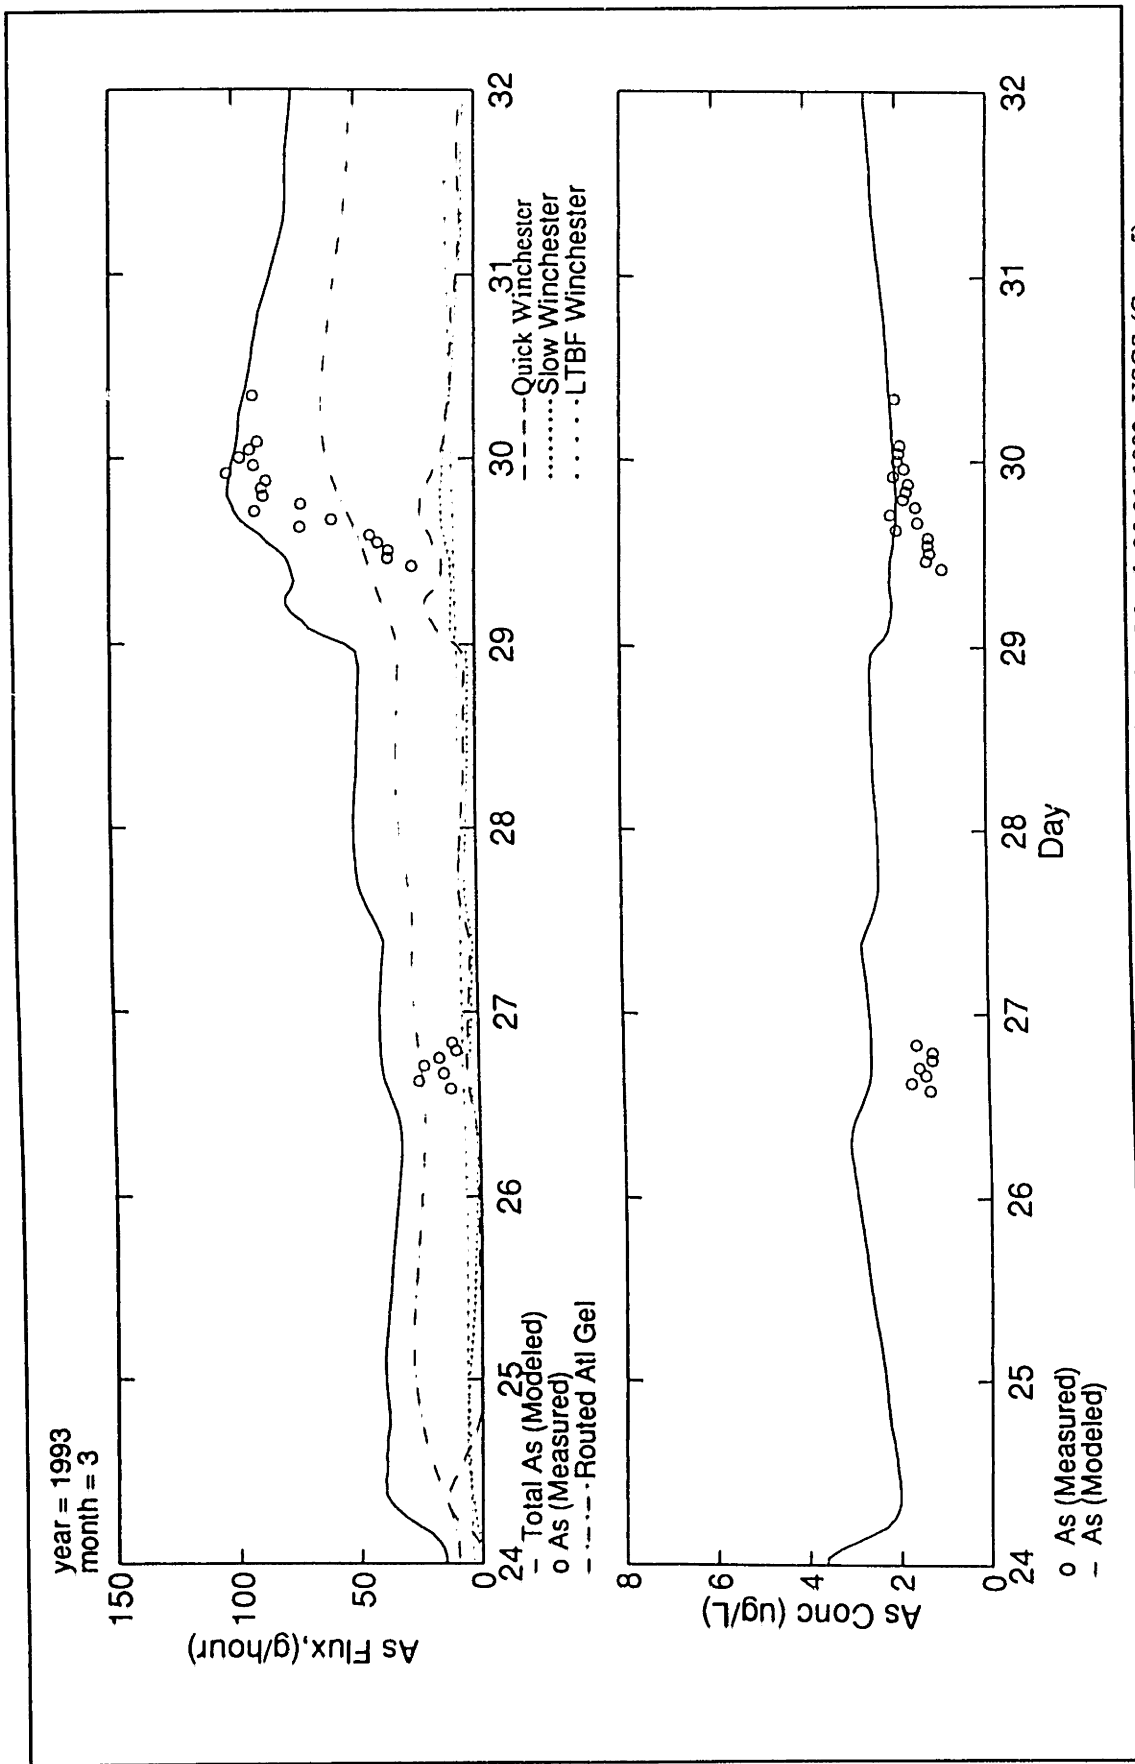 year = 1993
month = 3
As Flux,(g/hour)
150
100
50
0
24
25
26
27
28
29
30
31
32
– Total As (Modeled)
o As (Measured)
– · – · – · Routed Atl Gel
– – – – Quick Winchester
········· Slow Winchester
· · · · · LTBF Winchester
As Conc (ug/L)
8
6
4
2
0
24
25
26
27
28
29
30
31
32
Day
o As (Measured)
– As (Modeled)